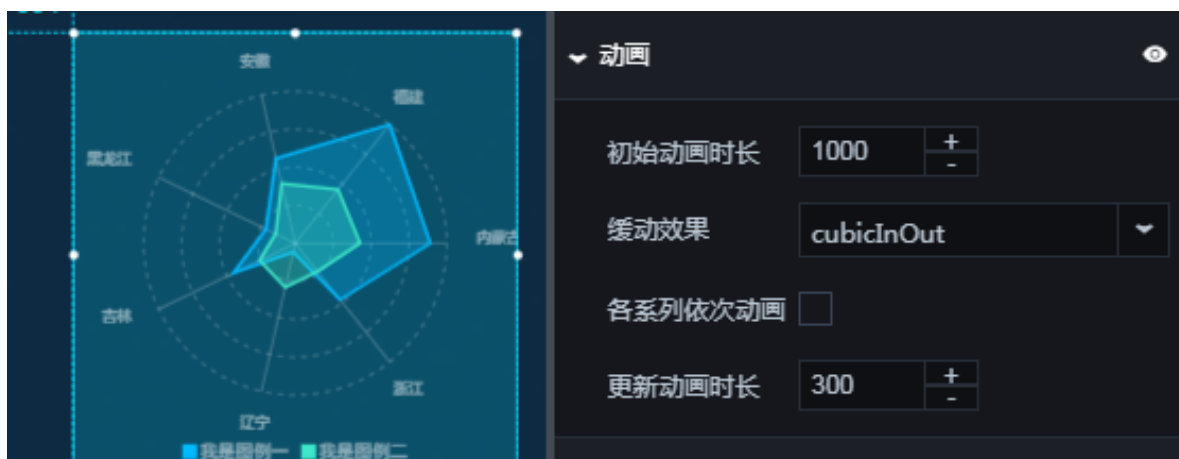 安徽
福建
黑龙江
内蒙古
吉林
浙江
辽宁
我是图例一 我是图例二
动画
初始动画时长 1000 + -
缓动效果 cubicInOut
各系列依次动画
更新动画时长 300 + -